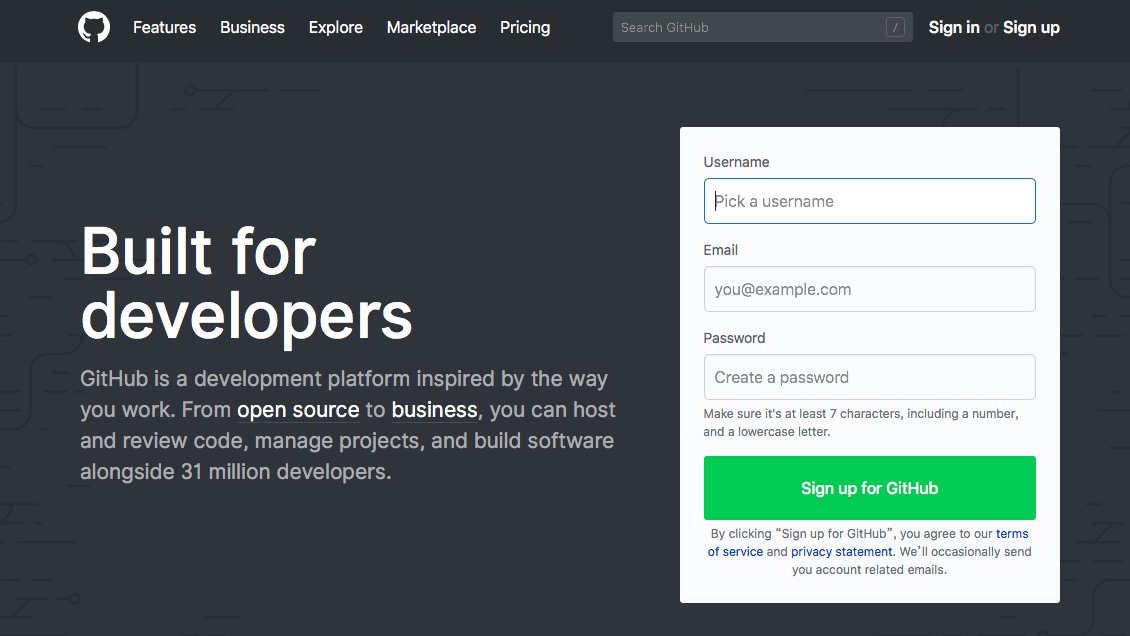 Features Business Explore Marketplace Pricing Search GitHub / Sign in or Sign up
Built for
developers
GitHub is a development platform inspired by the way
you work. From open source to business, you can host
and review code, manage projects, and build software
alongside 31 million developers.
Username
Pick a username
Email
you@example.com
Password
Create a password
Make sure it's at least 7 characters, including a number,
and a lowercase letter.
Sign up for GitHub
By clicking “Sign up for GitHub”, you agree to our terms
of service and privacy statement. We’ll occasionally send
you account related emails.